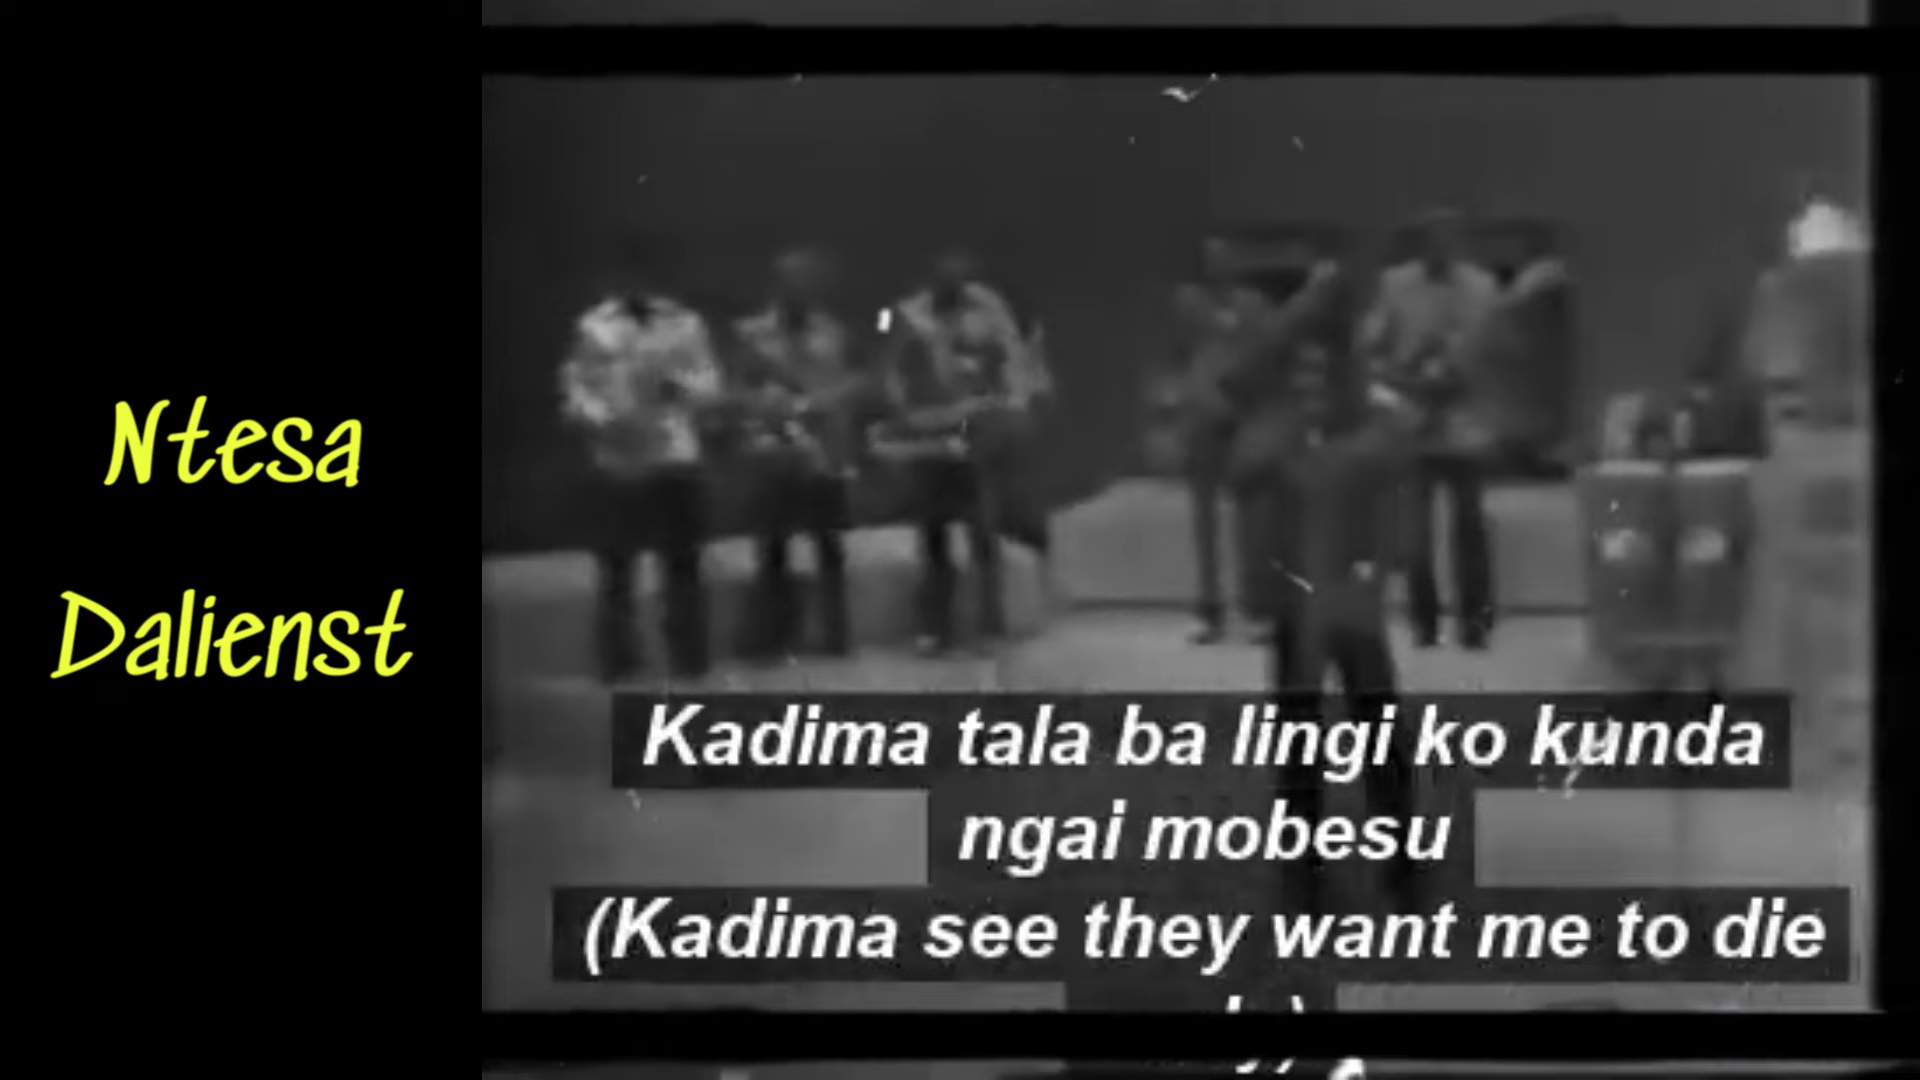 Ntesa
Dalienst
Kadima tala ba lingi ko kunda
ngai mobesu
(Kadima see they want me to die